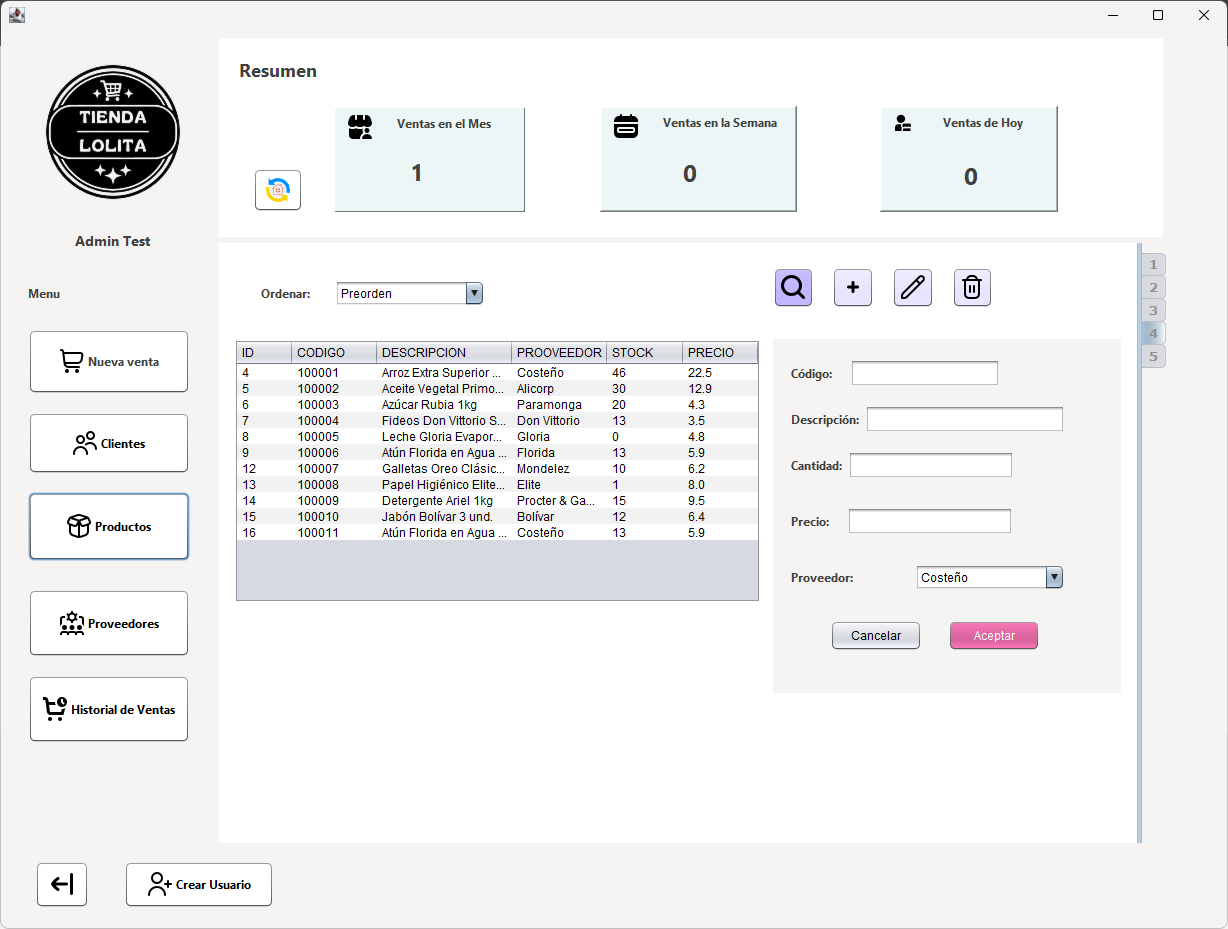 TIENDA
LOLITA
Admin Test
Menu
Nueva venta
Clientes
Productos
Proveedores
Historial de Ventas
Crear Usuario
Resumen
Ventas en el Mes
1
Ventas en la Semana
0
Ventas de Hoy
0
Ordenar: Preorden
ID CODIGO DESCRIPCION PROOVEEDOR STOCK PRECIO
4 100001 Arroz Extra Superior ... Costeño 46 22.5
5 100002 Aceite Vegetal Primo... Alicorp 30 12.9
6 100003 Azúcar Rubia 1kg Paramonga 20 4.3
7 100004 Fideos Don Vittorio S... Don Vittorio 13 3.5
8 100005 Leche Gloria Evapor... Gloria 0 4.8
9 100006 Atún Florida en Agua ... Florida 13 5.9
12 100007 Galletas Oreo Clásic... Mondelez 10 6.2
13 100008 Papel Higiénico Elite... Elite 1 8.0
14 100009 Detergente Ariel 1kg Procter & Ga... 15 9.5
15 100010 Jabón Bolívar 3 und. Bolívar 12 6.4
16 100011 Atún Florida en Agua ... Costeño 13 5.9
Código:
Descripción:
Cantidad:
Precio:
Proveedor: Costeño
Cancelar Aceptar
1
2
3
4
5